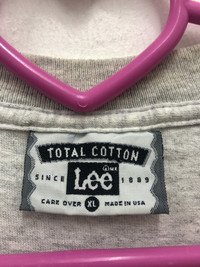 TOTAL COTTON
SINCE Lee 1889
CARE OVER XL MADE IN USA